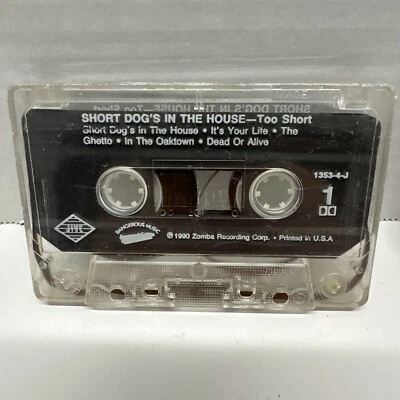 SHORT DOG'S IN THE HOUSE—Too Short
Short Dog's In The House • It's Your Life • The
Ghetto • In The Oaktown • Dead Or Alive
1353-4-J
1
JIVE
DANGEROUS MUSIC
℗1990 Zomba Recording Corp. • Printed in U.S.A